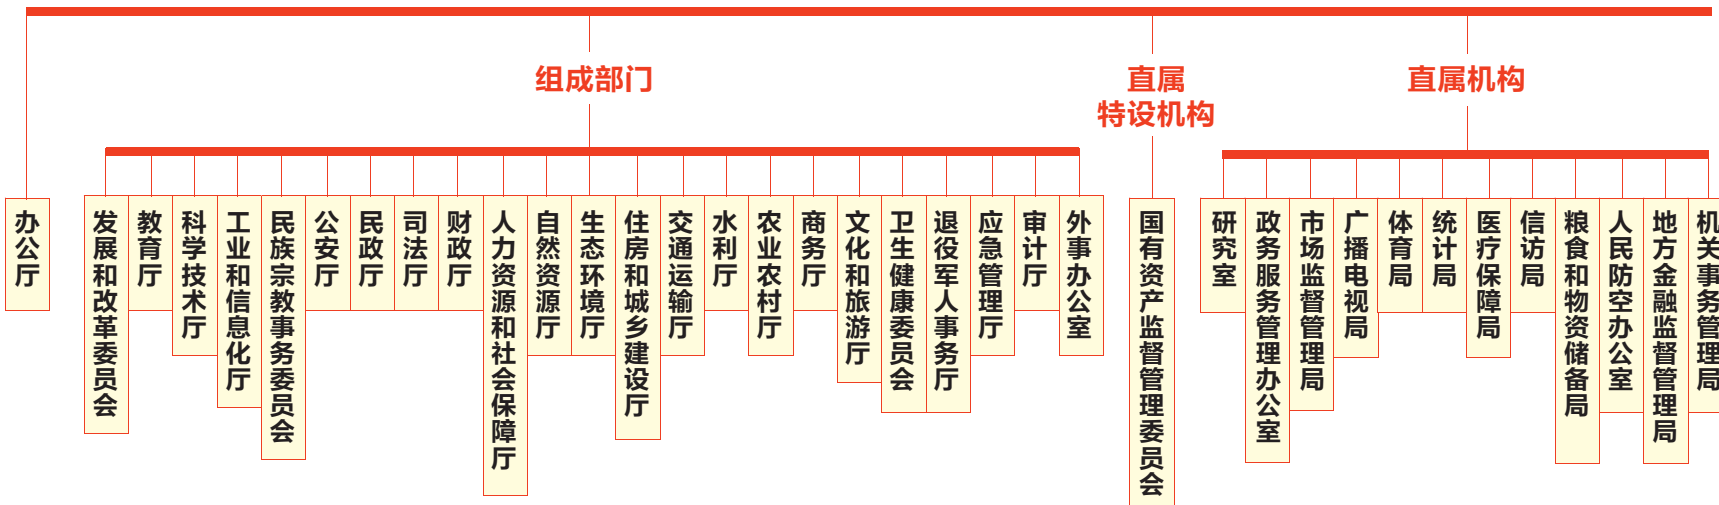 组成部门
直属
特设机构
直属机构
办公厅
发展和改革委员会
教育厅
科学技术厅
工业和信息化厅
民族宗教事务委员会
公安厅
民政厅
司法厅
财政厅
人力资源和社会保障厅
自然资源厅
生态环境厅
住房和城乡建设厅
交通运输厅
水利厅
农业农村厅
商务厅
文化和旅游厅
卫生健康委员会
退役军人事务厅
应急管理厅
审计厅
外事办公室
国有资产监督管理委员会
研究室
政务服务管理办公室
市场监督管理局
广播电视局
体育局
统计局
医疗保障局
信访局
粮食和物资储备局
人民防空办公室
地方金融监督管理局
机关事务管理局